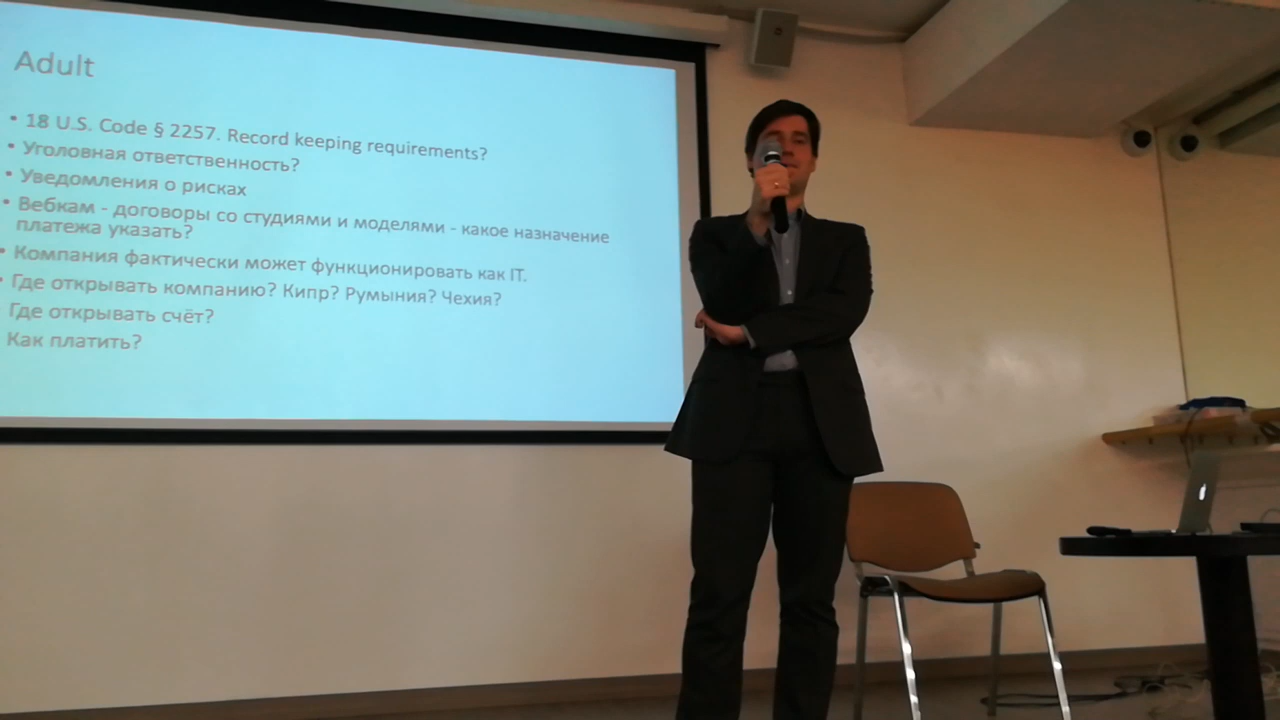 Adult
• 18 U.S. Code § 2257. Record keeping requirements?
• Уголовная ответственность?
• Уведомления о рисках
• Вебкам - договоры со студиями и моделями - какое назначение
платежа указать?
• Компания фактически может функционировать как IT.
• Где открывать компанию? Кипр? Румыния? Чехия?
Где открывать счёт?
Как платить?